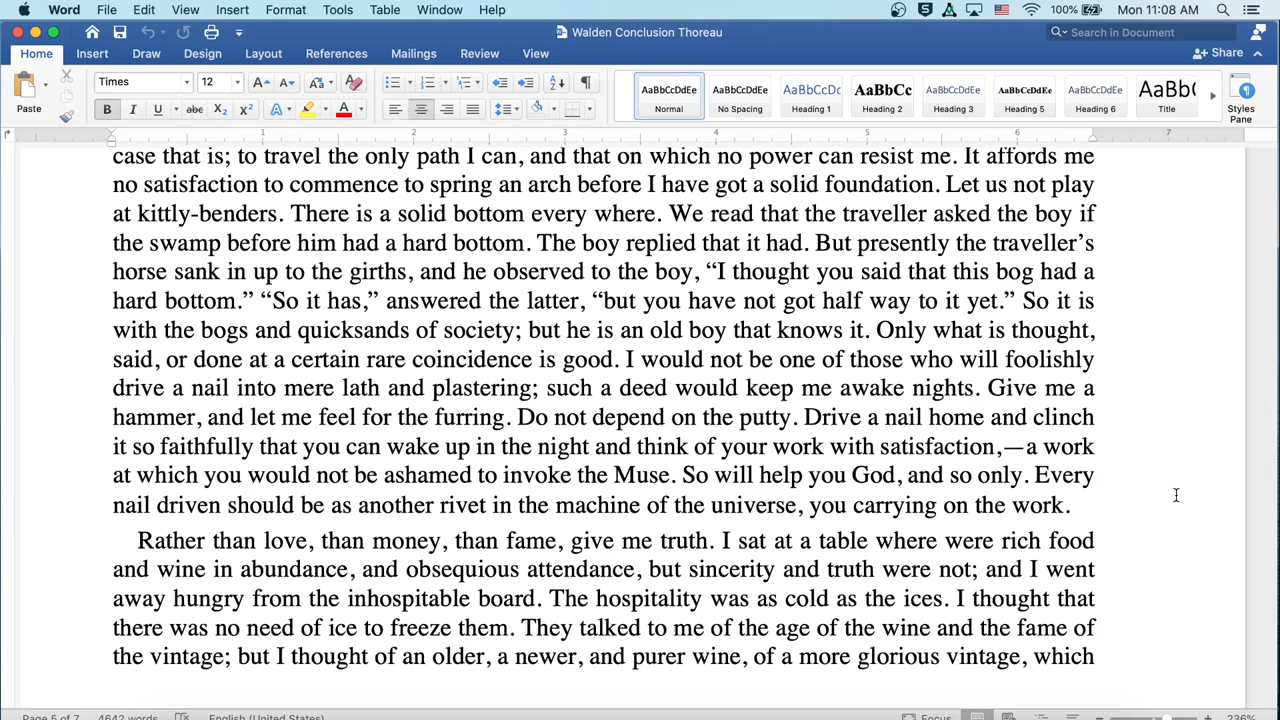 Word File Edit View Insert Format Tools Table Window Help 100% Mon 11:08 AM
Walden Conclusion Thoreau Search in Document
Home Insert Draw Design Layout References Mailings Review View Share
Paste Times 12 A A Aa A
B I U abc X₂ X² A A
AaBbCcDdEe AaBbCcDdEe AaBbCcDc AaBbCc AaBbCcDdEe AaBbCcDdEe AaBbCcDdEe AaBb(
Normal No Spacing Heading 1 Heading 2 Heading 3 Heading 5 Heading 6 Title Styles Pane
1 2 3 4 5 6 7
case that is; to travel the only path I can, and that on which no power can resist me. It affords me
no satisfaction to commence to spring an arch before I have got a solid foundation. Let us not play
at kittly-benders. There is a solid bottom every where. We read that the traveller asked the boy if
the swamp before him had a hard bottom. The boy replied that it had. But presently the traveller’s
horse sank in up to the girths, and he observed to the boy, “I thought you said that this bog had a
hard bottom.” “So it has,” answered the latter, “but you have not got half way to it yet.” So it is
with the bogs and quicksands of society; but he is an old boy that knows it. Only what is thought,
said, or done at a certain rare coincidence is good. I would not be one of those who will foolishly
drive a nail into mere lath and plastering; such a deed would keep me awake nights. Give me a
hammer, and let me feel for the furring. Do not depend on the putty. Drive a nail home and clinch
it so faithfully that you can wake up in the night and think of your work with satisfaction,—a work
at which you would not be ashamed to invoke the Muse. So will help you God, and so only. Every
nail driven should be as another rivet in the machine of the universe, you carrying on the work.
Rather than love, than money, than fame, give me truth. I sat at a table where were rich food
and wine in abundance, and obsequious attendance, but sincerity and truth were not; and I went
away hungry from the inhospitable board. The hospitality was as cold as the ices. I thought that
there was no need of ice to freeze them. They talked to me of the age of the wine and the fame of
the vintage; but I thought of an older, a newer, and purer wine, of a more glorious vintage, which
Page 5 of 7 4642 words English (United States) Focus 236%